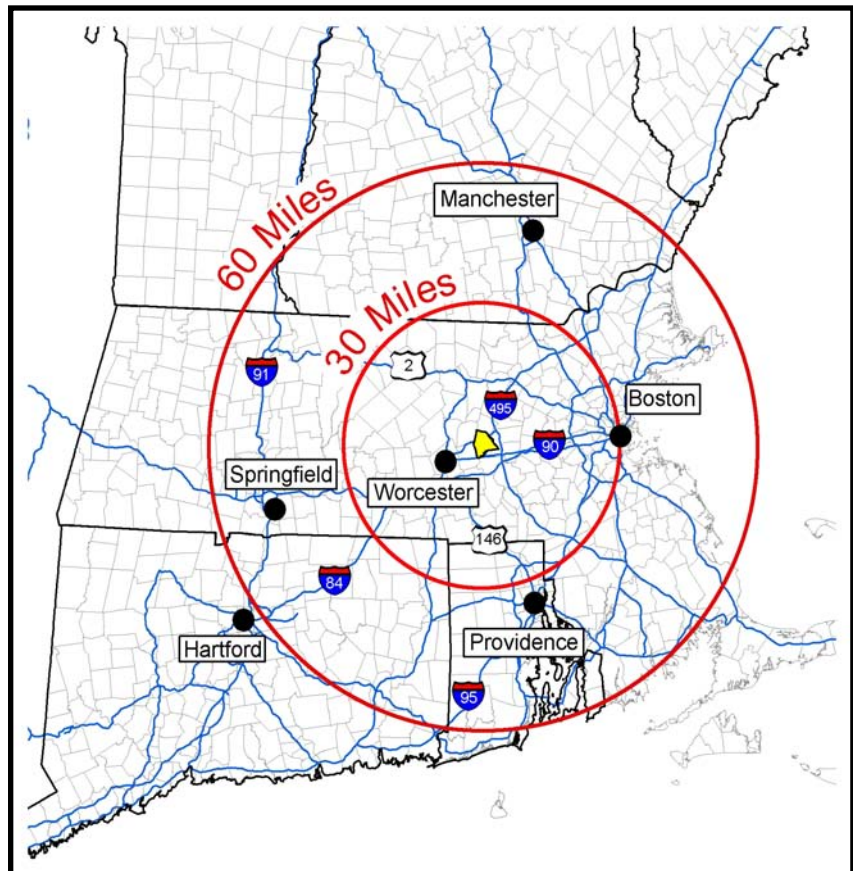 Manchester
60 Miles
30 Miles
2
91
Boston
495
90
Springfield
Worcester
146
84
Hartford
Providence
95